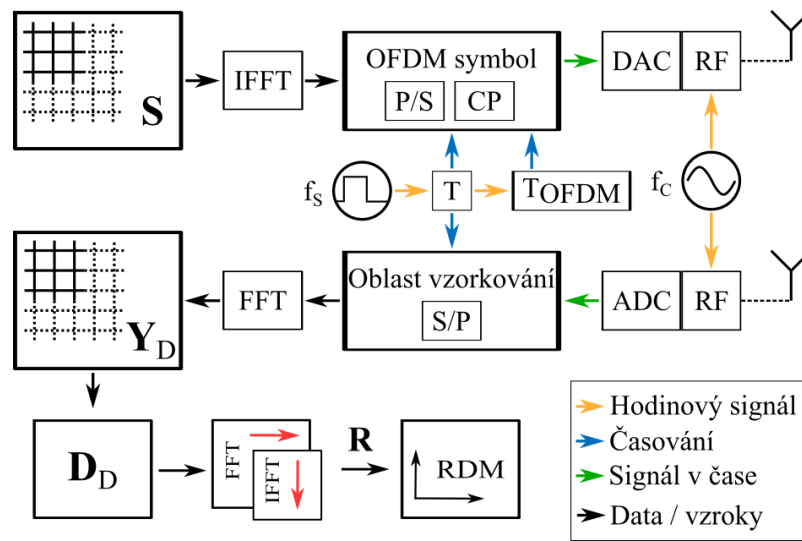 S
IFFT
OFDM symbol
P/S
CP
DAC
RF
f_S
T
T_OFDM
f_C
Y_D
FFT
Oblast vzorkování
S/P
ADC
RF
D_D
FFT
IFFT
R
RDM
Hodinový signál
Časování
Signál v čase
Data / vzroky